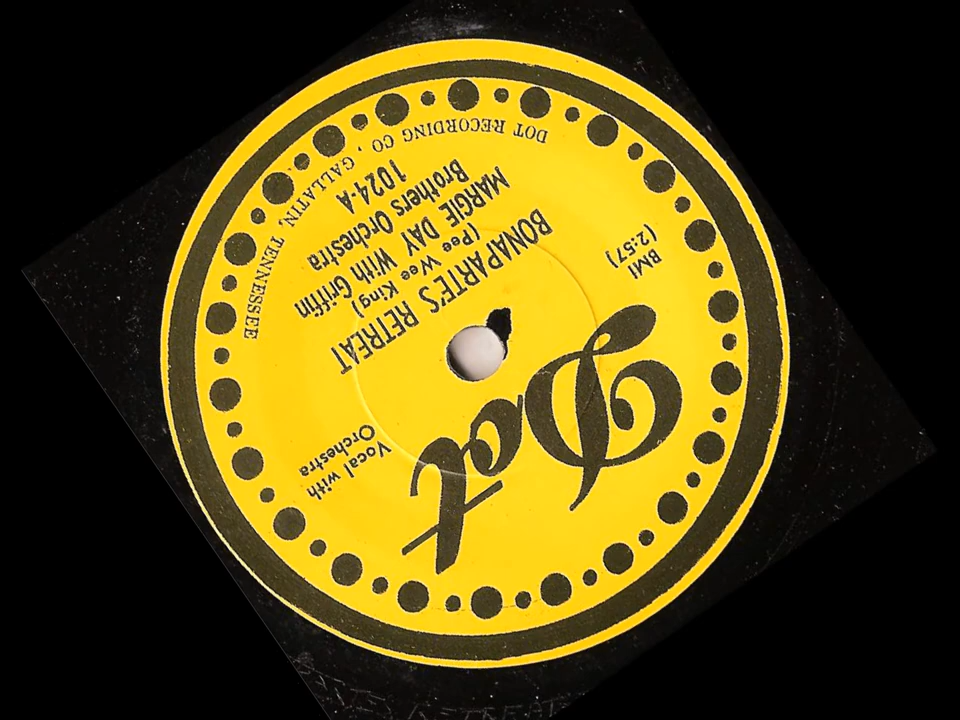 Dot
BMI
(2:57)
Vocal with
Orchestra
BONAPARTE'S RETREAT
(Pee Wee King)
MARGIE DAY With Griffin
Brothers Orchestra
1024-A
DOT RECORDING CO., GALLATIN, TENNESSEE